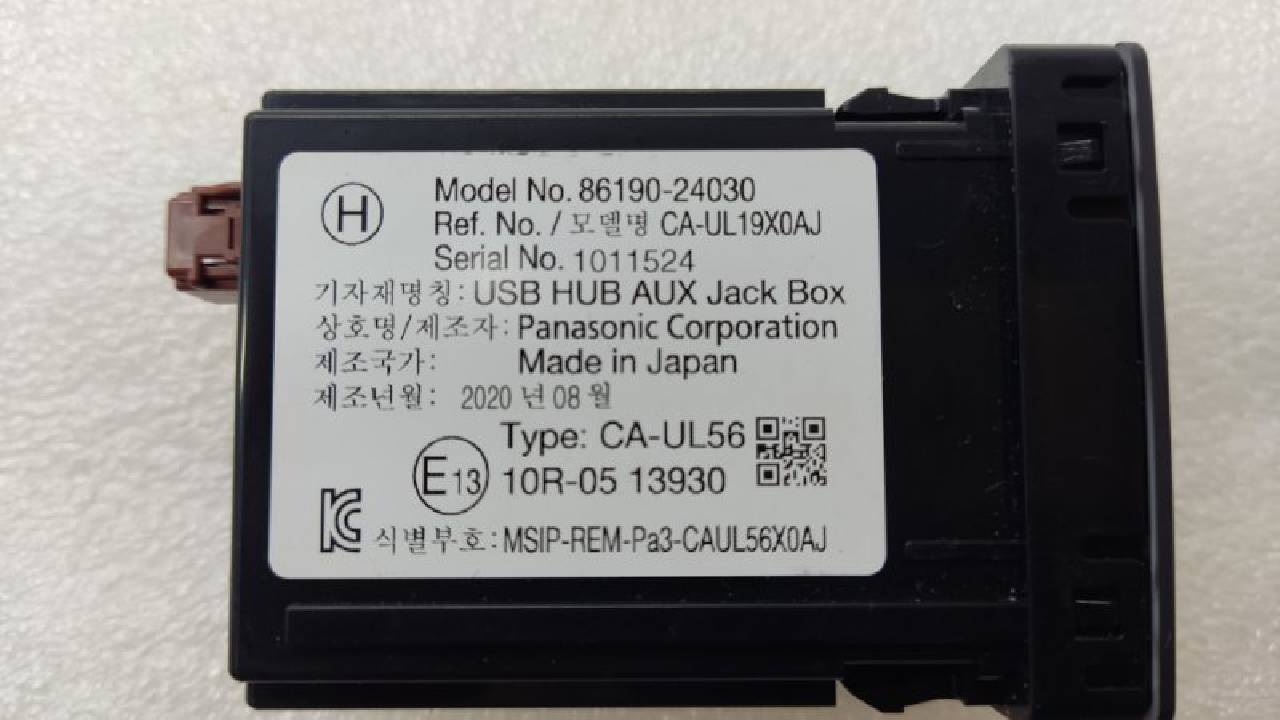 H
Model No. 86190-24030
Ref. No. / 모델명 CA-UL19X0AJ
Serial No. 1011524
기자재명칭: USB HUB AUX Jack Box
상호명/제조자: Panasonic Corporation
제조국가: Made in Japan
제조년월: 2020 년 08 월
Type: CA-UL56
E13 10R-05 13930
KC 식별부호: MSIP-REM-Pa3-CAUL56X0AJ